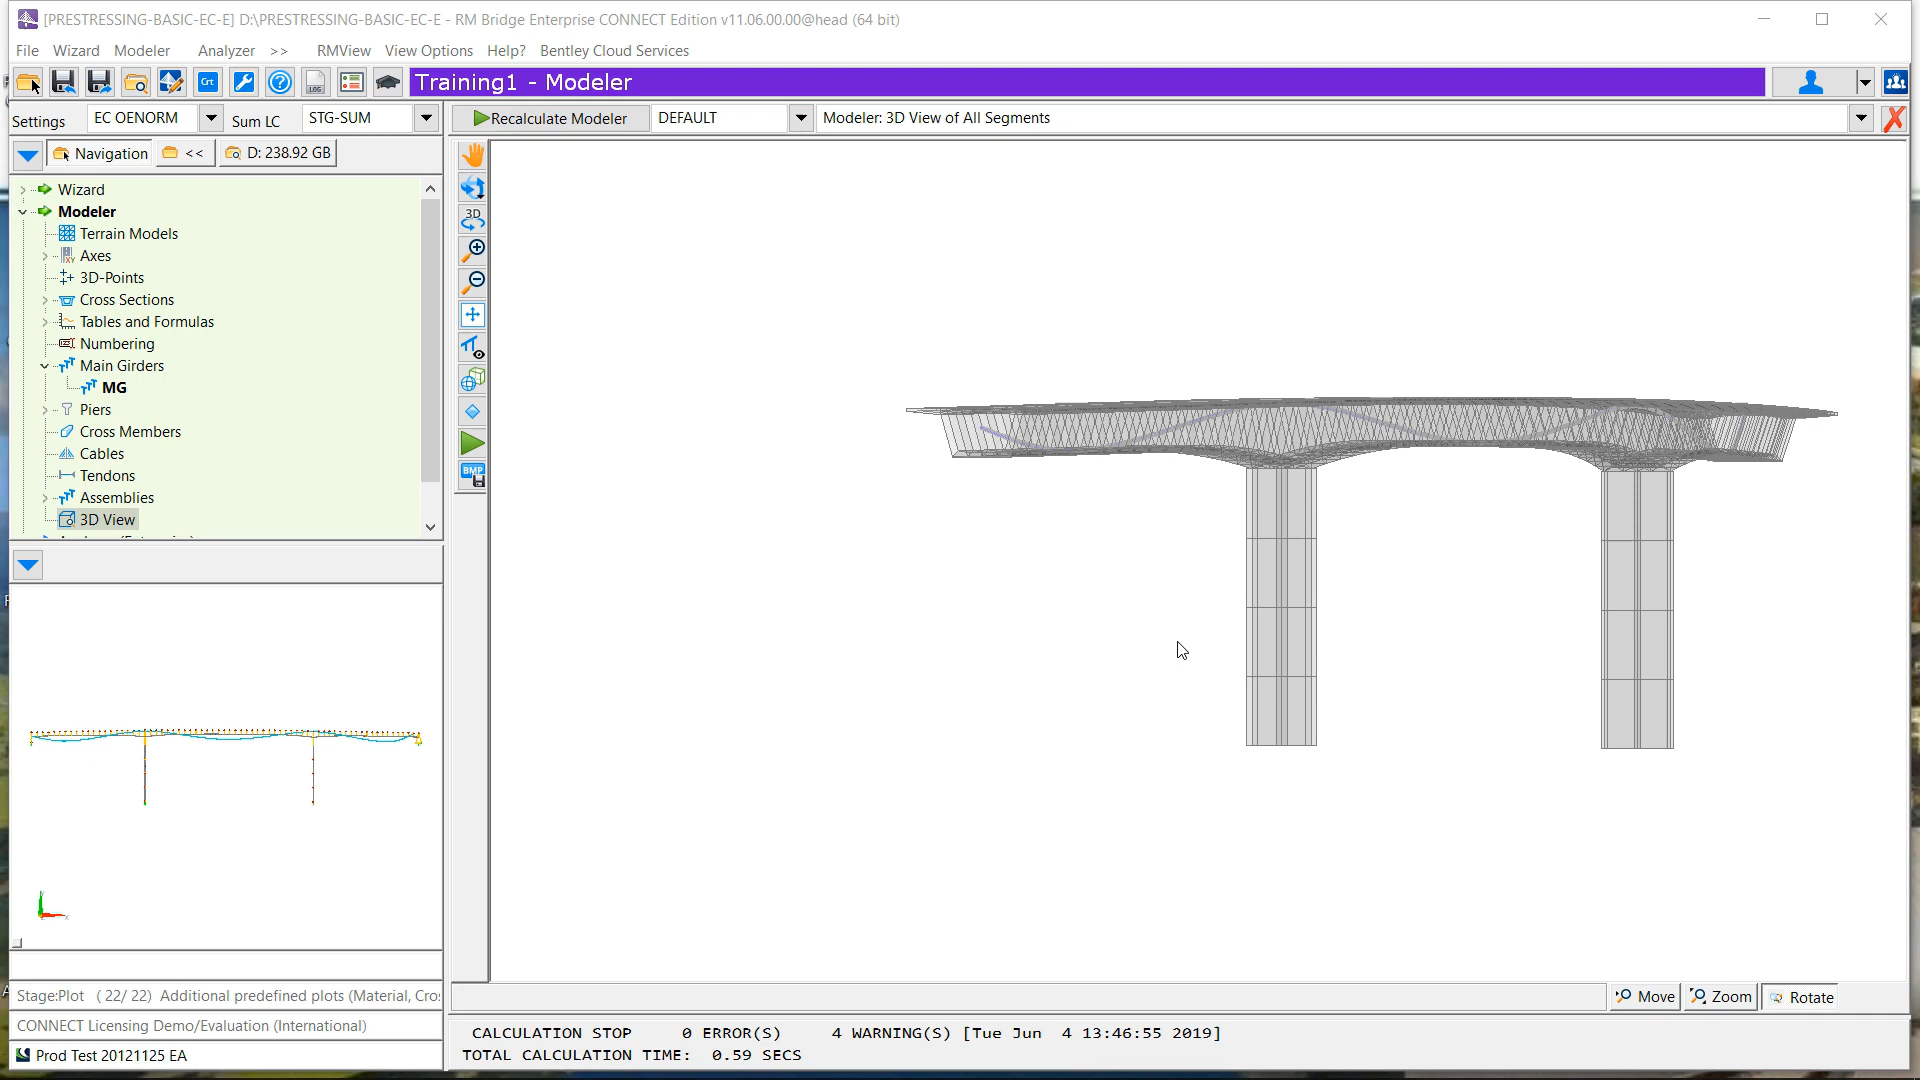 [PRESTRESSING-BASIC-EC-E] D:\PRESTRESSING-BASIC-EC-E - RM Bridge Enterprise CONNECT Edition v11.06.00.00@head (64 bit)
File Wizard Modeler Analyzer >> RMView View Options Help? Bentley Cloud Services
Crt LOG Training1 - Modeler
Settings EC OENORM Sum LC STG-SUM Recalculate Modeler DEFAULT Modeler: 3D View of All Segments
Navigation << D: 238.92 GB
Wizard
Modeler
Terrain Models
Axes
3D-Points
Cross Sections
Tables and Formulas
Numbering
Main Girders
MG
Piers
Cross Members
Cables
Tendons
Assemblies
3D View
3D
BMP
Move Zoom Rotate
Stage:Plot ( 22/ 22) Additional predefined plots (Material, Cro
CONNECT Licensing Demo/Evaluation (International)
Prod Test 20121125 EA
CALCULATION STOP 0 ERROR(S) 4 WARNING(S) [Tue Jun 4 13:46:55 2019]
TOTAL CALCULATION TIME: 0.59 SECS